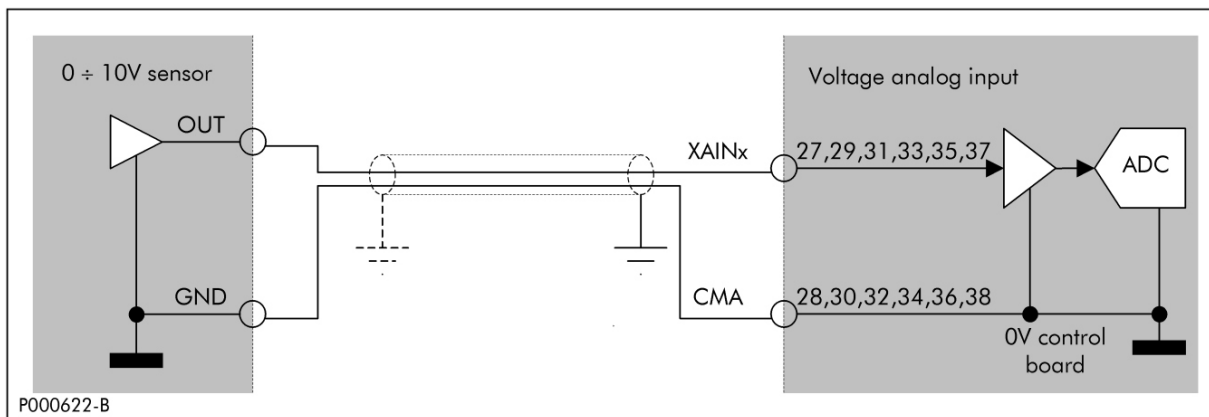 0 ÷ 10V sensor
Voltage analog input
OUT
XAINx
27,29,31,33,35,37
ADC
GND
CMA
28,30,32,34,36,38
0V control
board
P000622-B